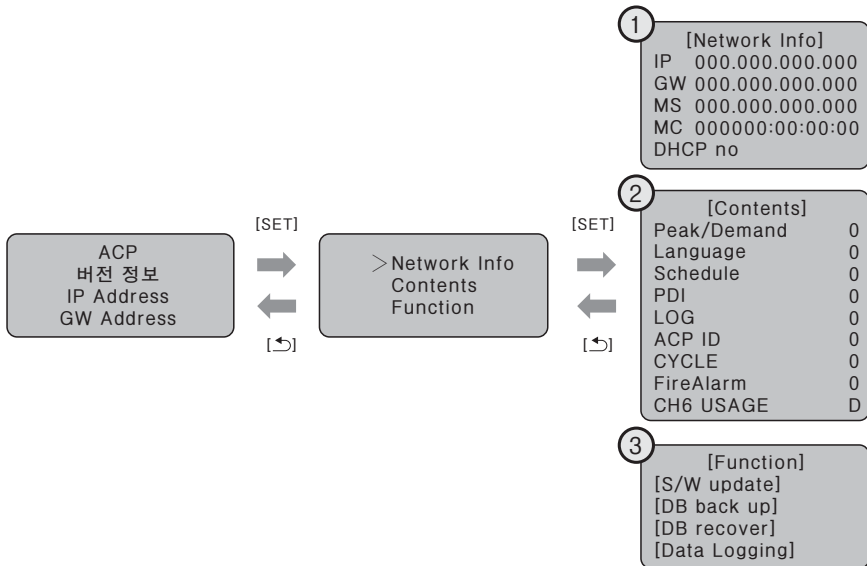 ACP
버전 정보
IP Address
GW Address
[SET]
[⮌]
>Network Info
Contents
Function
[SET]
[⮌]
1
[Network Info]
IP 000.000.000.000
GW 000.000.000.000
MS 000.000.000.000
MC 000000:00:00:00
DHCP no
2
[Contents]
Peak/Demand 0
Language 0
Schedule 0
PDI 0
LOG 0
ACP ID 0
CYCLE 0
FireAlarm 0
CH6 USAGE D
3
[Function]
[S/W update]
[DB back up]
[DB recover]
[Data Logging]